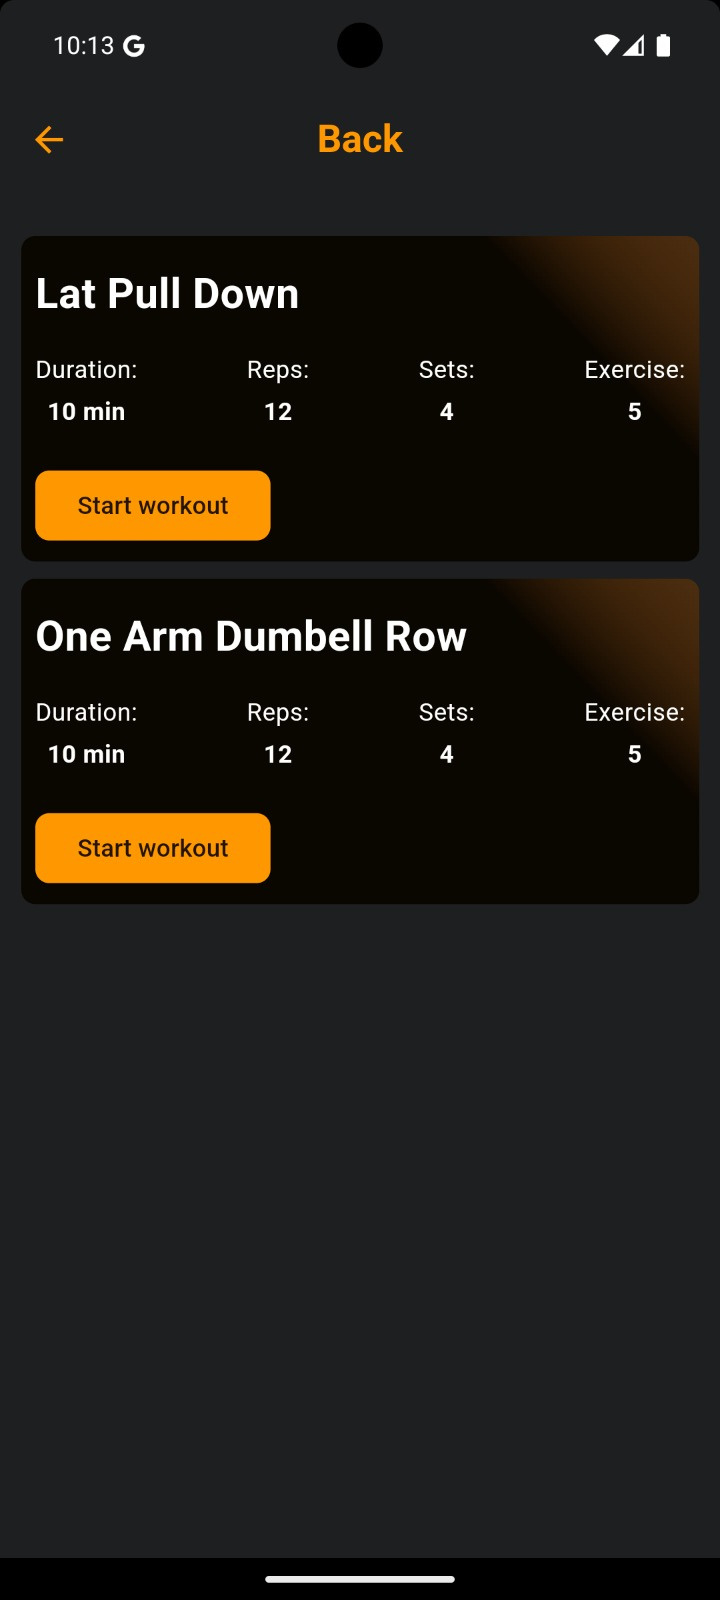 10:13 G
Back
Lat Pull Down
Duration: Reps: Sets: Exercise:
10 min 12 4 5
Start workout
One Arm Dumbell Row
Duration: Reps: Sets: Exercise:
10 min 12 4 5
Start workout